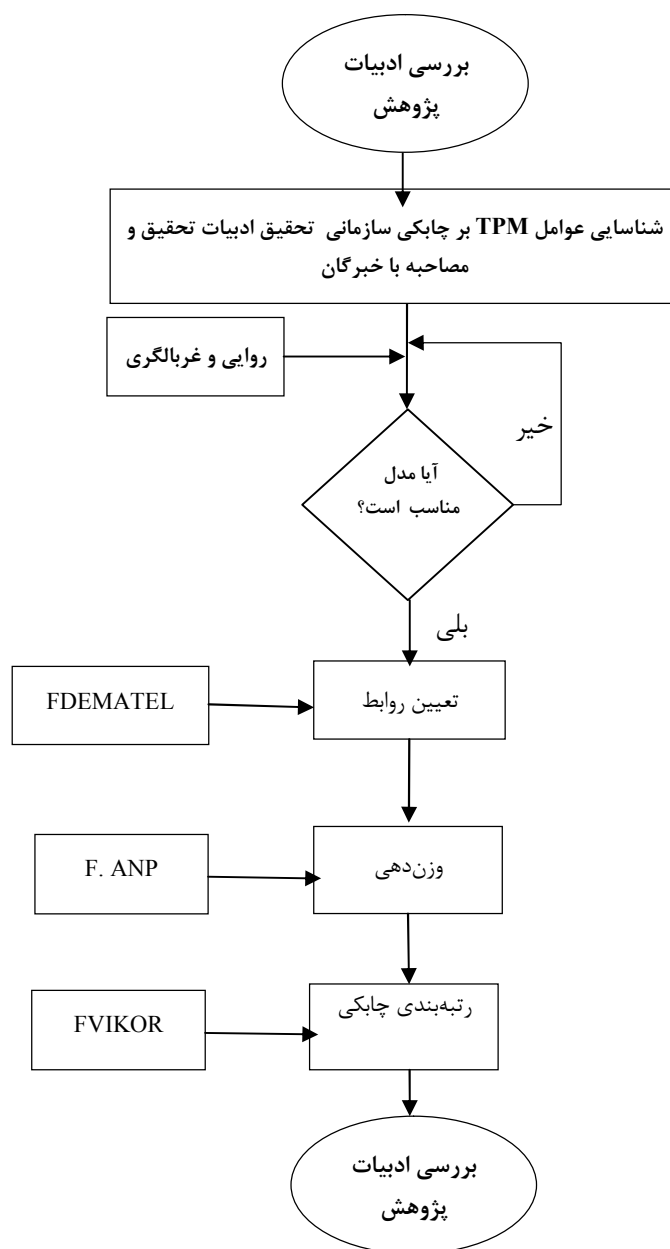 بررسی ادبیات
پژوهش
شناسایی عوامل TPM بر چابکی سازمانی تحقیق ادبیات تحقیق و
مصاحبه با خبرگان
روایی و غربالگری
خیر
آیا مدل
مناسب است؟
بلی
FDEMATEL
تعیین روابط
F. ANP
وزن‌دهی
FVIKOR
رتبه‌بندی چابکی
بررسی ادبیات
پژوهش